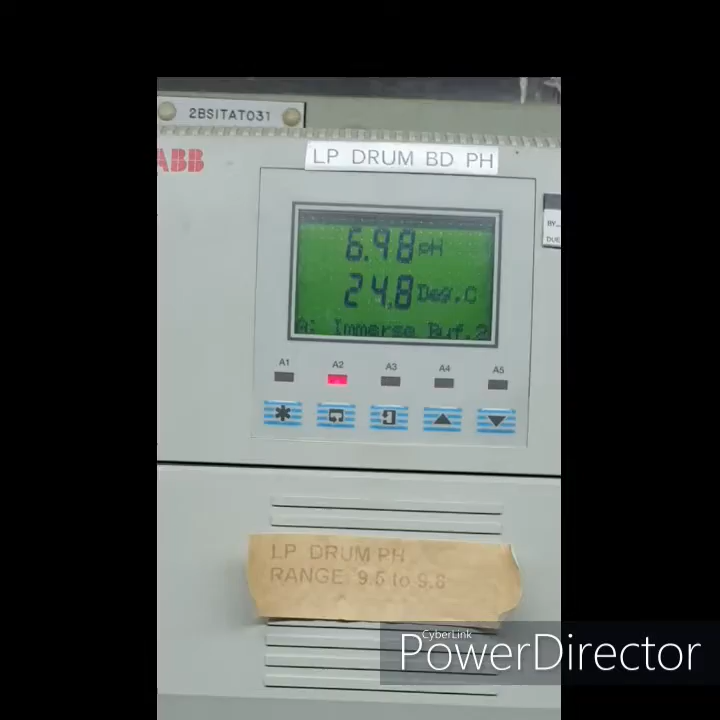 2BSITAT031
ABB
LP DRUM BD PH
6.98 pH
24.8 Deg.C
A: Immerse Buf.2
A1 A2 A3 A4 A5
LP DRUM PH
RANGE 9.5 to 9.8
CyberLink
PowerDirector